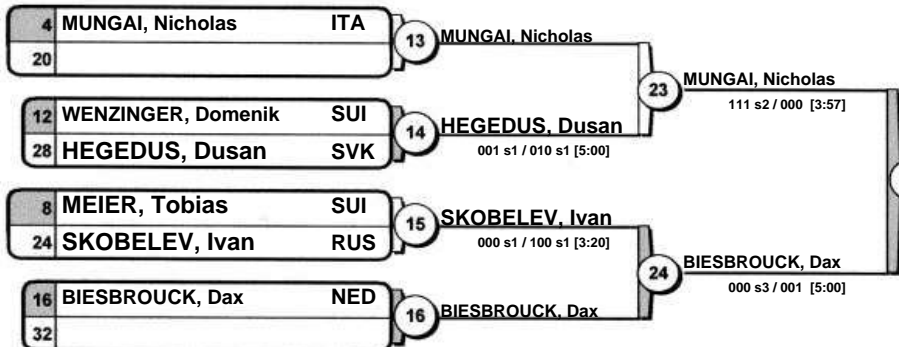 4 MUNGAI, Nicholas ITA
20
13 MUNGAI, Nicholas
12 WENZINGER, Domenik SUI
28 HEGEDUS, Dusan SVK
14 HEGEDUS, Dusan
001 s1 / 010 s1 [5:00]
23 MUNGAI, Nicholas
111 s2 / 000 [3:57]
8 MEIER, Tobias SUI
24 SKOBELEV, Ivan RUS
15 SKOBELEV, Ivan
000 s1 / 100 s1 [3:20]
16 BIESBROUCK, Dax NED
32
16 BIESBROUCK, Dax
24 BIESBROUCK, Dax
000 s3 / 001 [5:00]